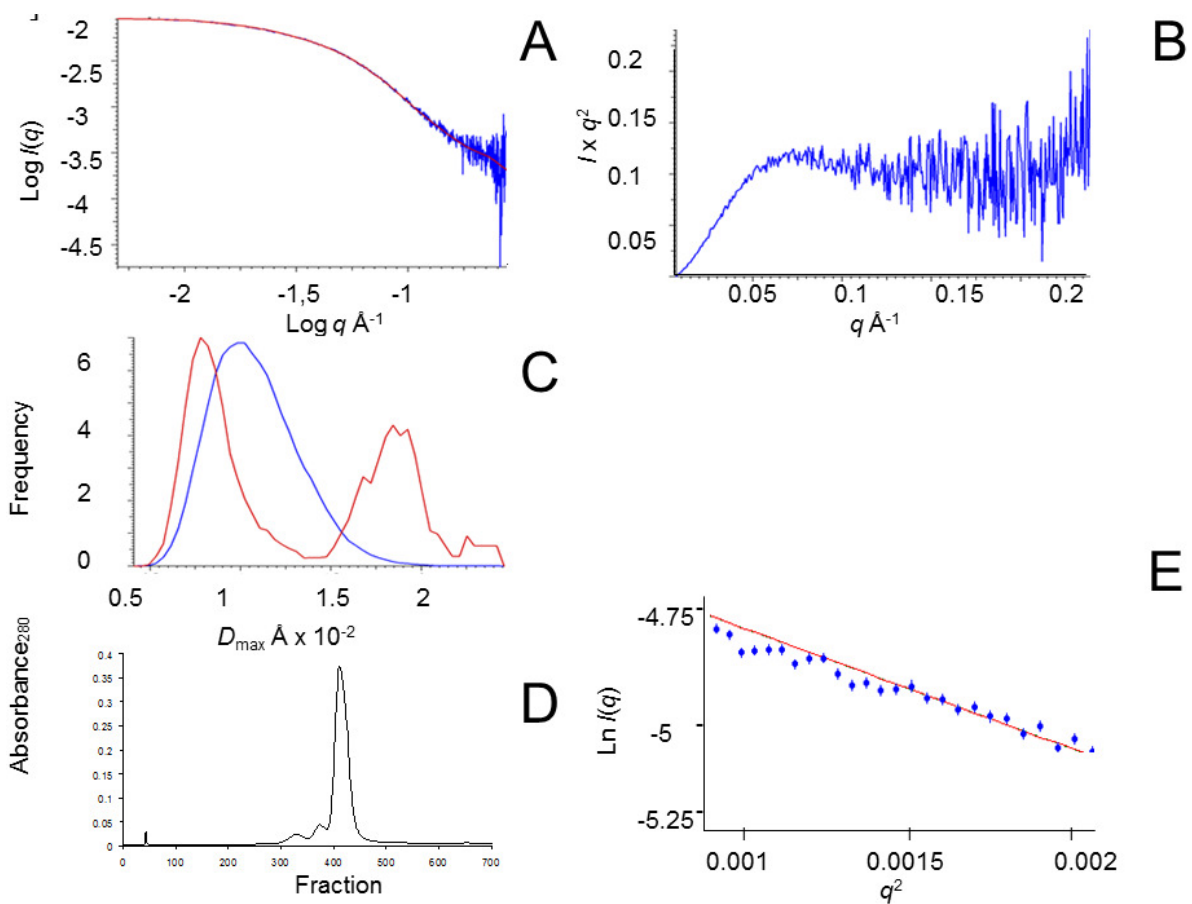 A
Log I(q)
-2
-2.5
-3
-3.5
-4
-4.5
-2 -1,5 -1
Log q Å-1
B
I x q2
0.2
0.15
0.1
0.05
0.05 0.1 0.15 0.2
q Å-1
C
Frequency
6
4
2
0
0.5 1 1.5 2
Dmax Å x 10-2
D
Absorbance280
0.4
0.35
0.3
0.25
0.2
0.15
0.1
0.05
0
0 100 200 300 400 500 600 700
Fraction
E
Ln I(q)
-4.75
-5
-5.25
0.001 0.0015 0.002
q2